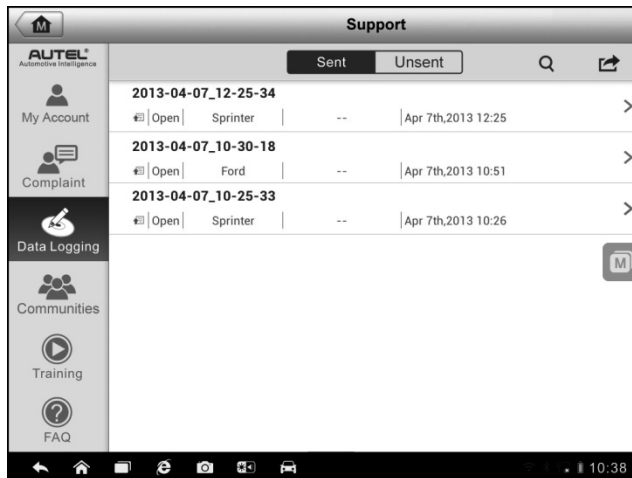 M
Support
AUTEL®
Automotive Intelligence
Sent Unsent
My Account
Complaint
Data Logging
Communities
Training
FAQ
2013-04-07_12-25-34
Open Sprinter -- Apr 7th,2013 12:25
2013-04-07_10-30-18
Open Ford -- Apr 7th,2013 10:51
2013-04-07_10-25-33
Open Sprinter -- Apr 7th,2013 10:26
M
10:38